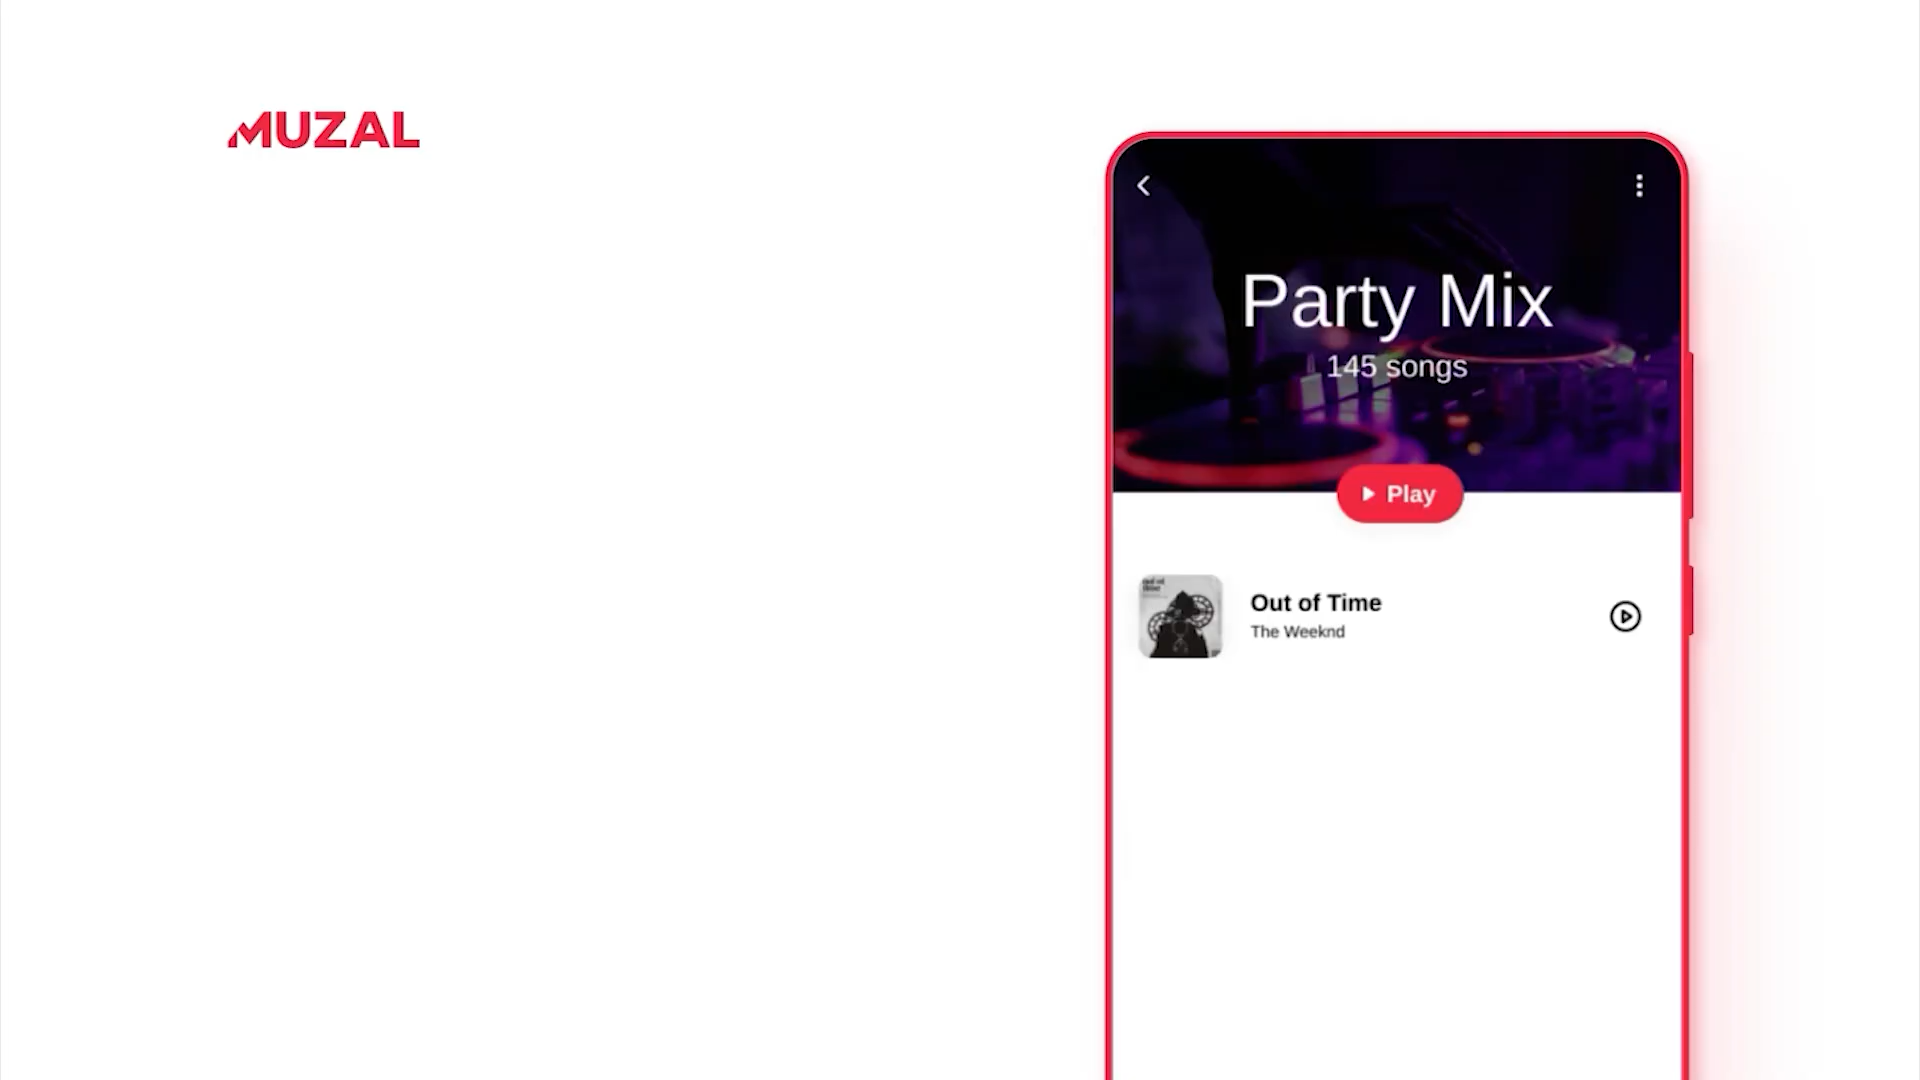 MUZAL
Party Mix
145 songs
Play
Out of Time
The Weeknd